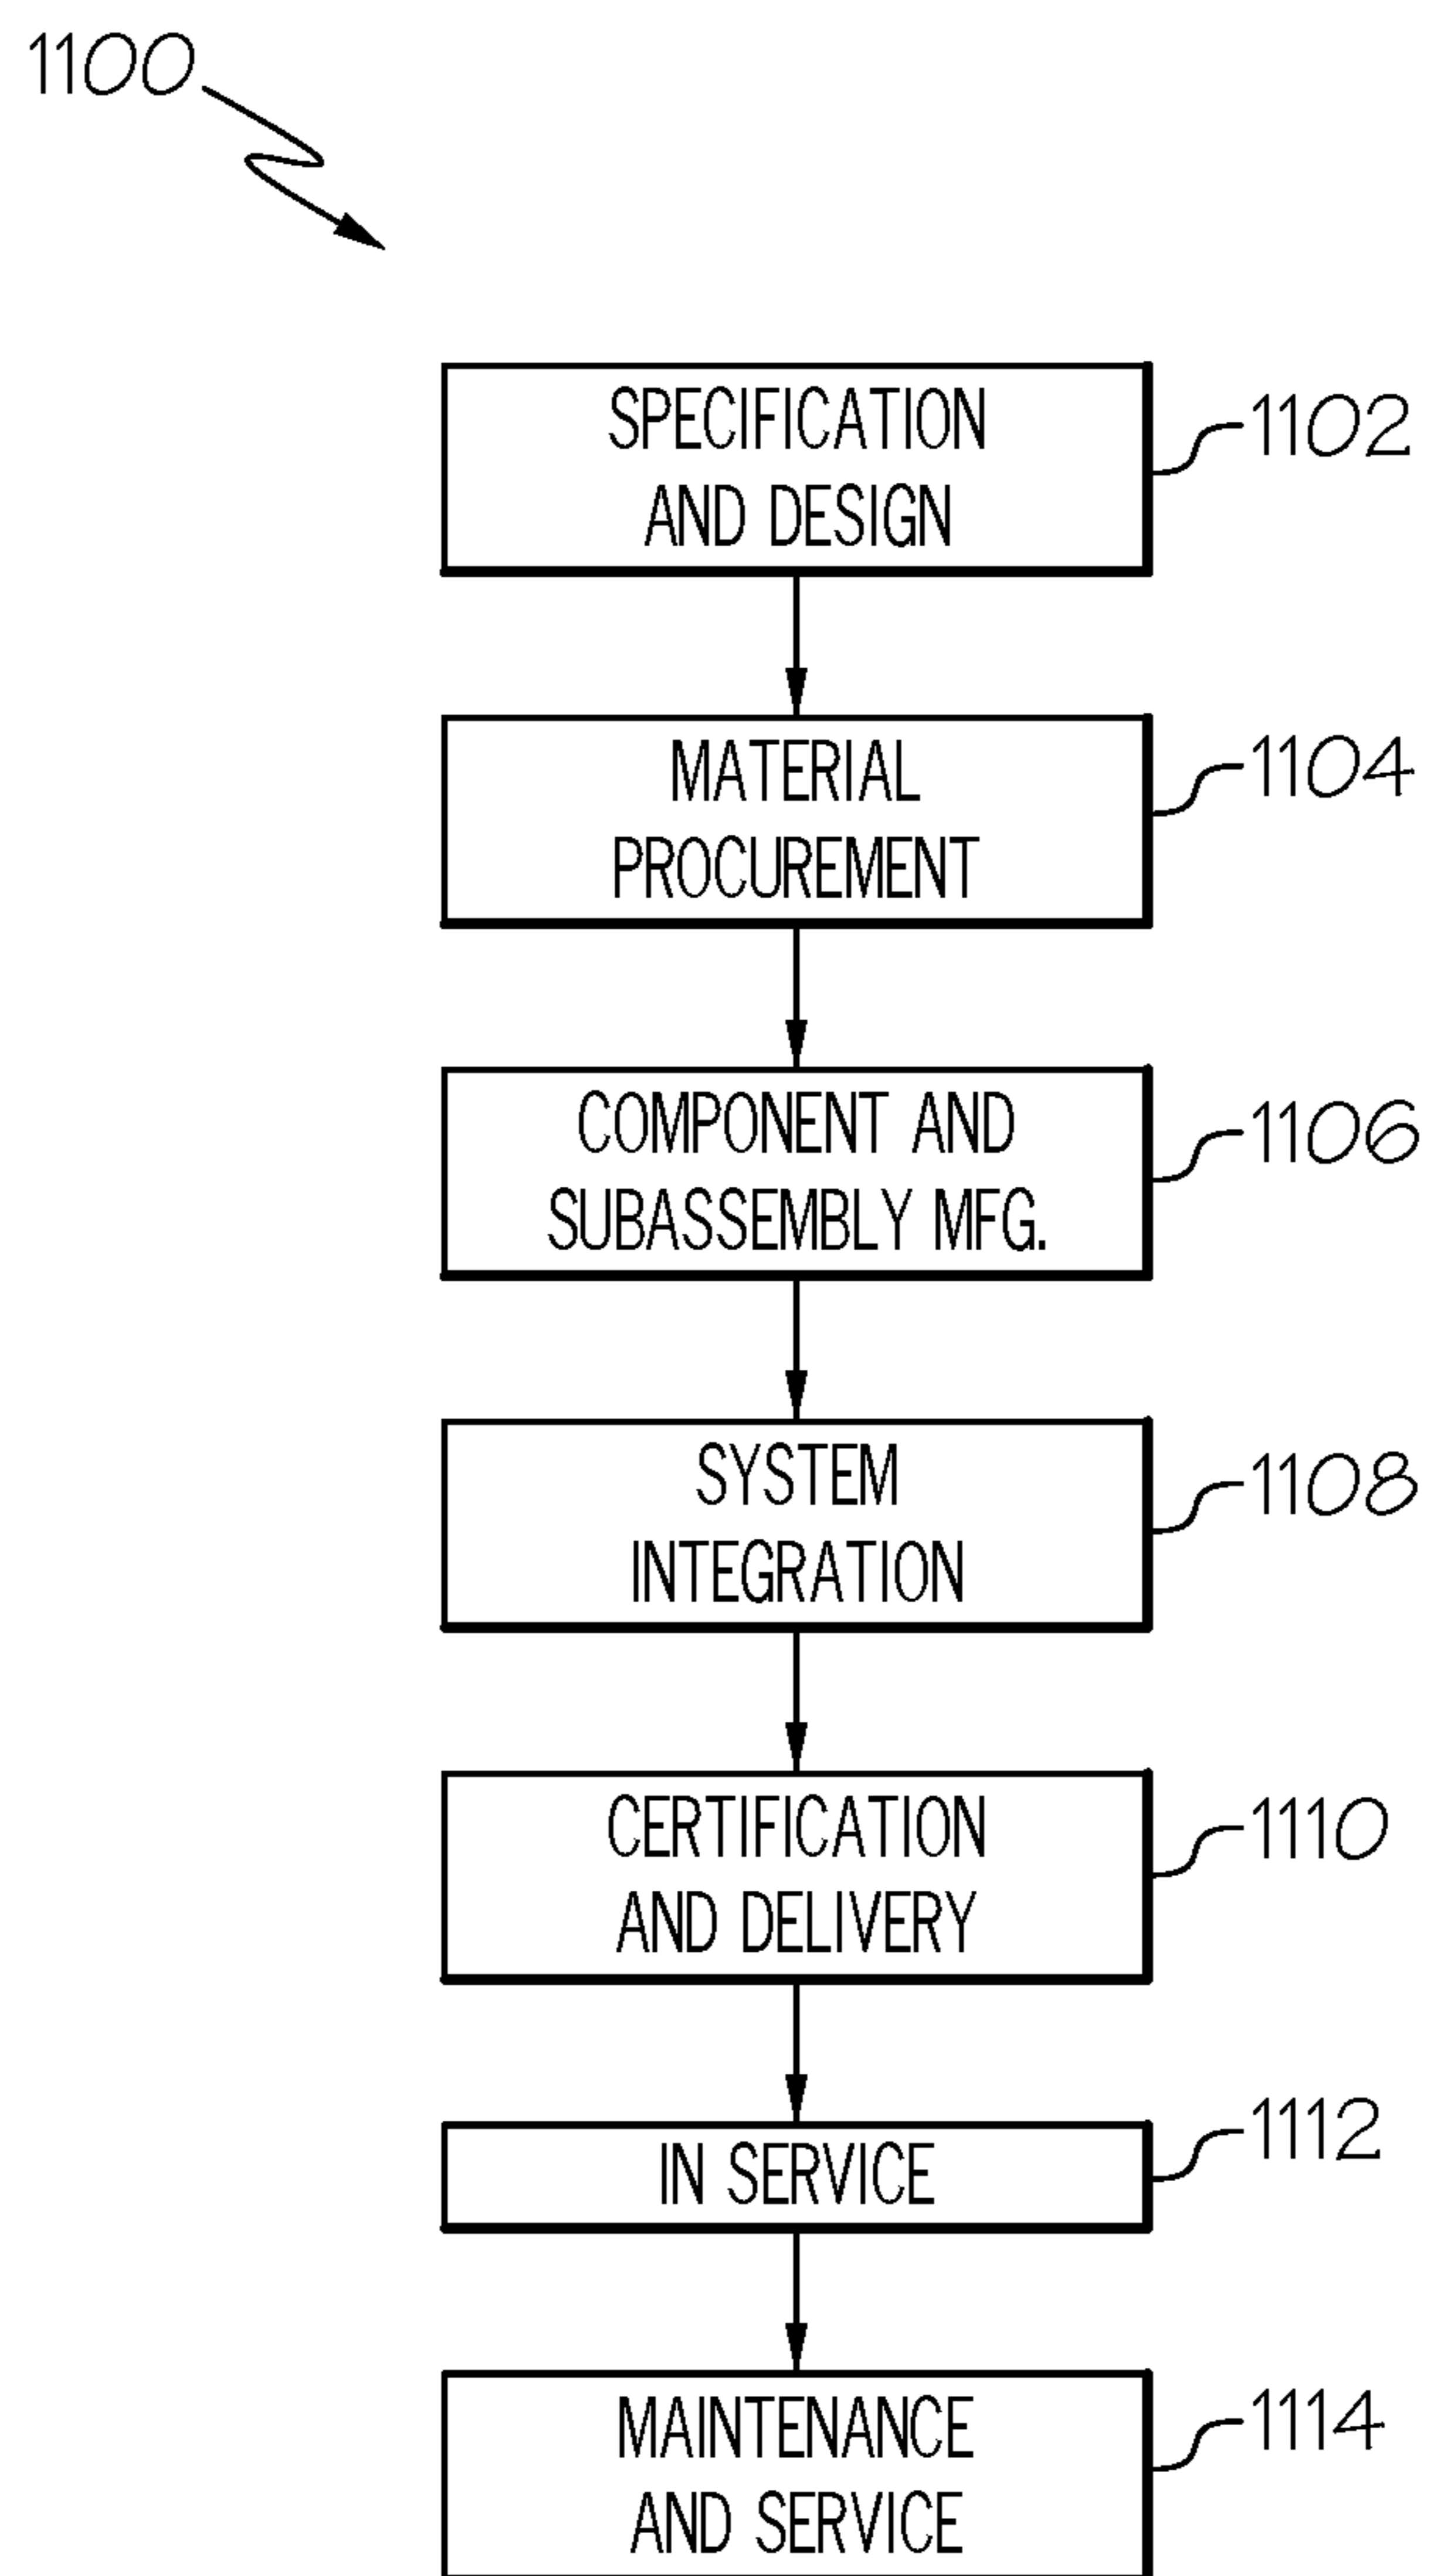 1100
SPECIFICATION
AND DESIGN
1102
MATERIAL
PROCUREMENT
1104
COMPONENT AND
SUBASSEMBLY MFG.
1106
SYSTEM
INTEGRATION
1108
CERTIFICATION
AND DELIVERY
1110
IN SERVICE
1112
MAINTENANCE
AND SERVICE
1114